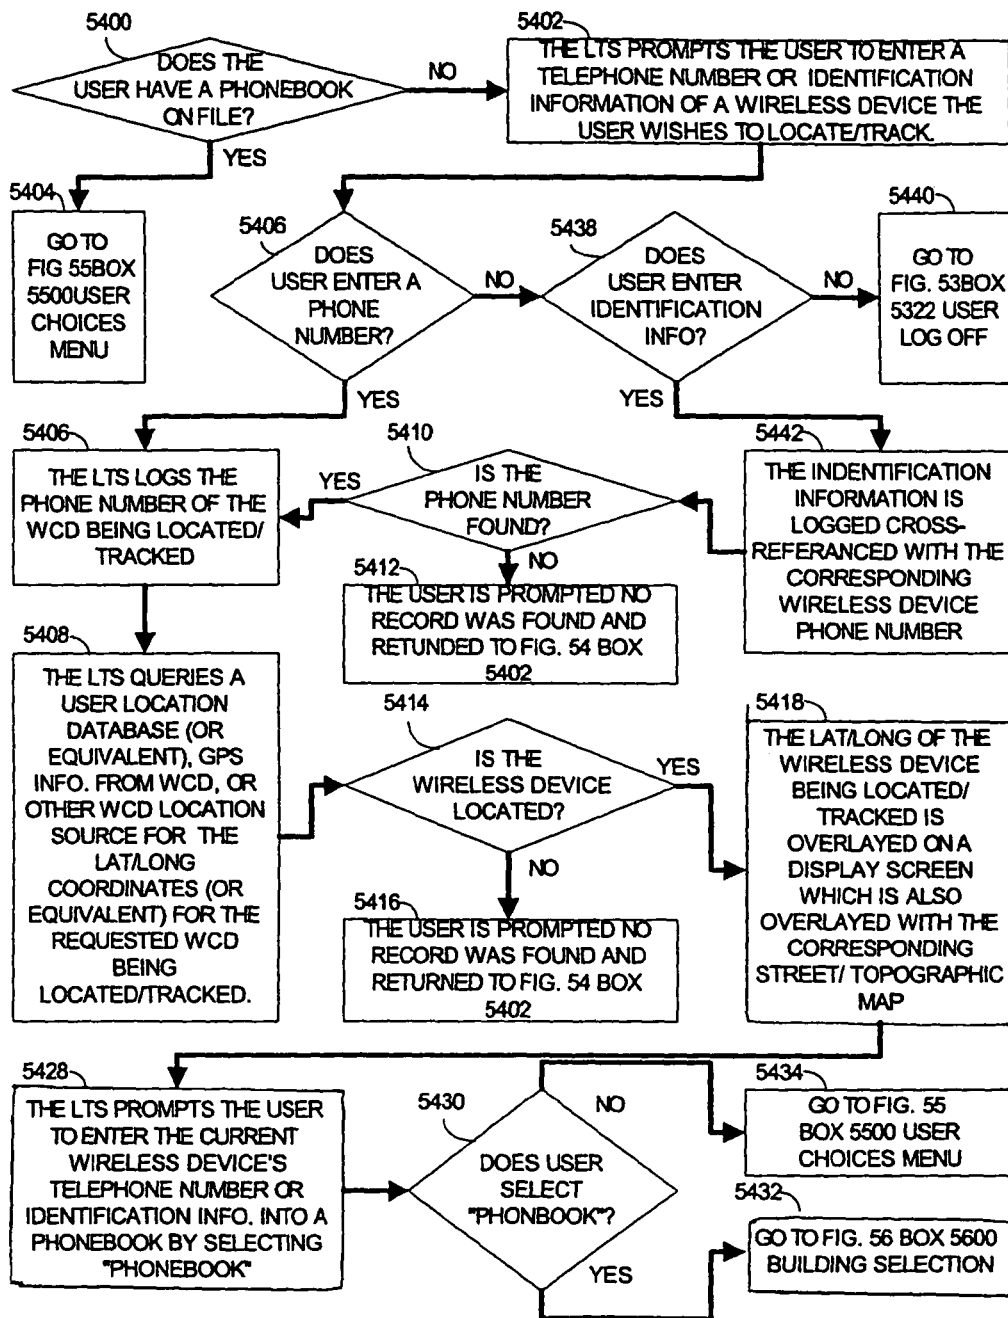 5400
DOES THE
USER HAVE A PHONEBOOK
ON FILE?
NO
YES
5402
THE LTS PROMPTS THE USER TO ENTER A
TELEPHONE NUMBER OR IDENTIFICATION
INFORMATION OF A WIRELESS DEVICE THE
USER WISHES TO LOCATE/TRACK.
5404
GO TO
FIG 55BOX
5500USER
CHOICES
MENU
5406
DOES
USER ENTER A
PHONE
NUMBER?
NO
YES
5438
DOES
USER ENTER
IDENTIFICATION
INFO?
NO
YES
5440
GO TO
FIG. 53BOX
5322 USER
LOG OFF
5406
THE LTS LOGS THE
PHONE NUMBER OF THE
WCD BEING LOCATED/
TRACKED
5410
IS THE
PHONE NUMBER
FOUND?
YES
NO
5442
THE INDENTIFICATION
INFORMATION IS
LOGGED CROSS-
REFERANCED WITH THE
CORRESPONDING
WIRELESS DEVICE
PHONE NUMBER
5412
THE USER IS PROMPTED NO
RECORD WAS FOUND AND
RETUNDED TO FIG. 54 BOX
5402
5408
THE LTS QUERIES A
USER LOCATION
DATABASE (OR
EQUIVALENT), GPS
INFO. FROM WCD, OR
OTHER WCD LOCATION
SOURCE FOR THE
LAT/LONG
COORDINATES (OR
EQUIVALENT) FOR THE
REQUESTED WCD
BEING
LOCATED/TRACKED.
5414
IS THE
WIRELESS DEVICE
LOCATED?
YES
NO
5416
THE USER IS PROMPTED NO
RECORD WAS FOUND AND
RETURNED TO FIG. 54 BOX
5402
5418
THE LAT/LONG OF THE
WIRELESS DEVICE
BEING LOCATED/
TRACKED IS
OVERLAYED ON A
DISPLAY SCREEN
WHICH IS ALSO
OVERLAYED WITH THE
CORRESPONDING
STREET/ TOPOGRAPHIC
MAP
5428
THE LTS PROMPTS THE USER
TO ENTER THE CURRENT
WIRELESS DEVICE'S
TELEPHONE NUMBER OR
IDENTIFICATION INFO. INTO A
PHONEBOOK BY SELECTING
"PHONEBOOK"
5430
DOES USER
SELECT
"PHONBOOK"?
NO
YES
5434
GO TO FIG. 55
BOX 5500 USER
CHOICES MENU
5432
GO TO FIG. 56 BOX 5600
BUILDING SELECTION